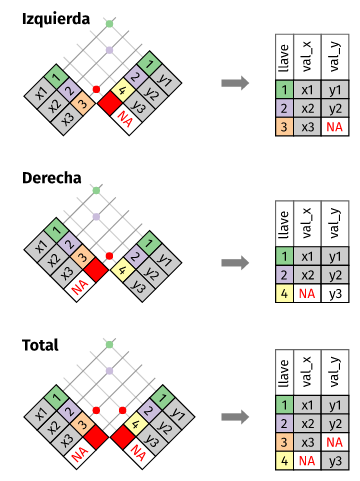 Izquierda
1 2 3
x1 x2 x3
1 2 4
y1 y2 y3
NA
llave val_x val_y
1 x1 y1
2 x2 y2
3 x3 NA
Derecha
1 2 3
x1 x2 x3
NA
1 2 4
y1 y2 y3
llave val_x val_y
1 x1 y1
2 x2 y2
4 NA y3
Total
1 2 3
x1 x2 x3
NA
1 2 4
y1 y2 y3
NA
llave val_x val_y
1 x1 y1
2 x2 y2
3 x3 NA
4 NA y3